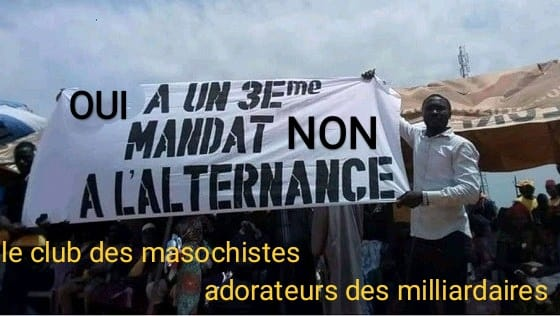 OUI A UN 3Eme
MANDAT NON
A L'ALTERNANCE
le club des masochistes
adorateurs des milliardaires